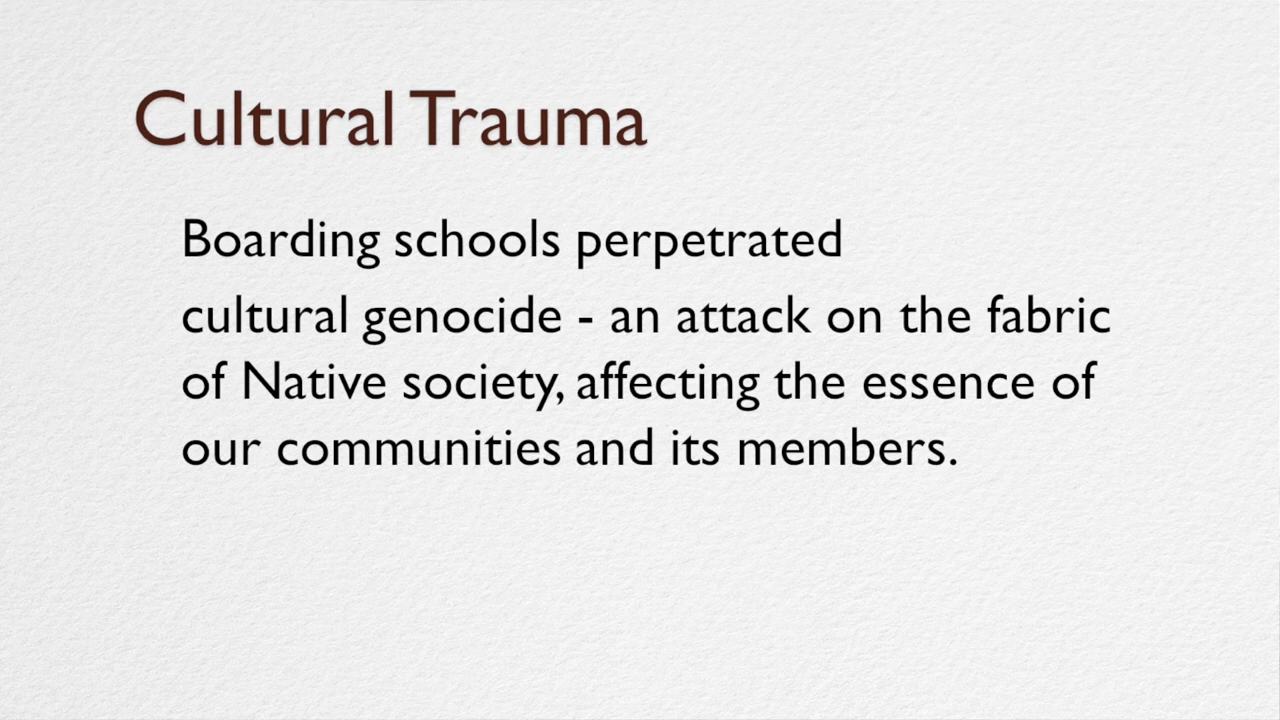 Cultural Trauma
Boarding schools perpetrated
cultural genocide - an attack on the fabric
of Native society, affecting the essence of
our communities and its members.